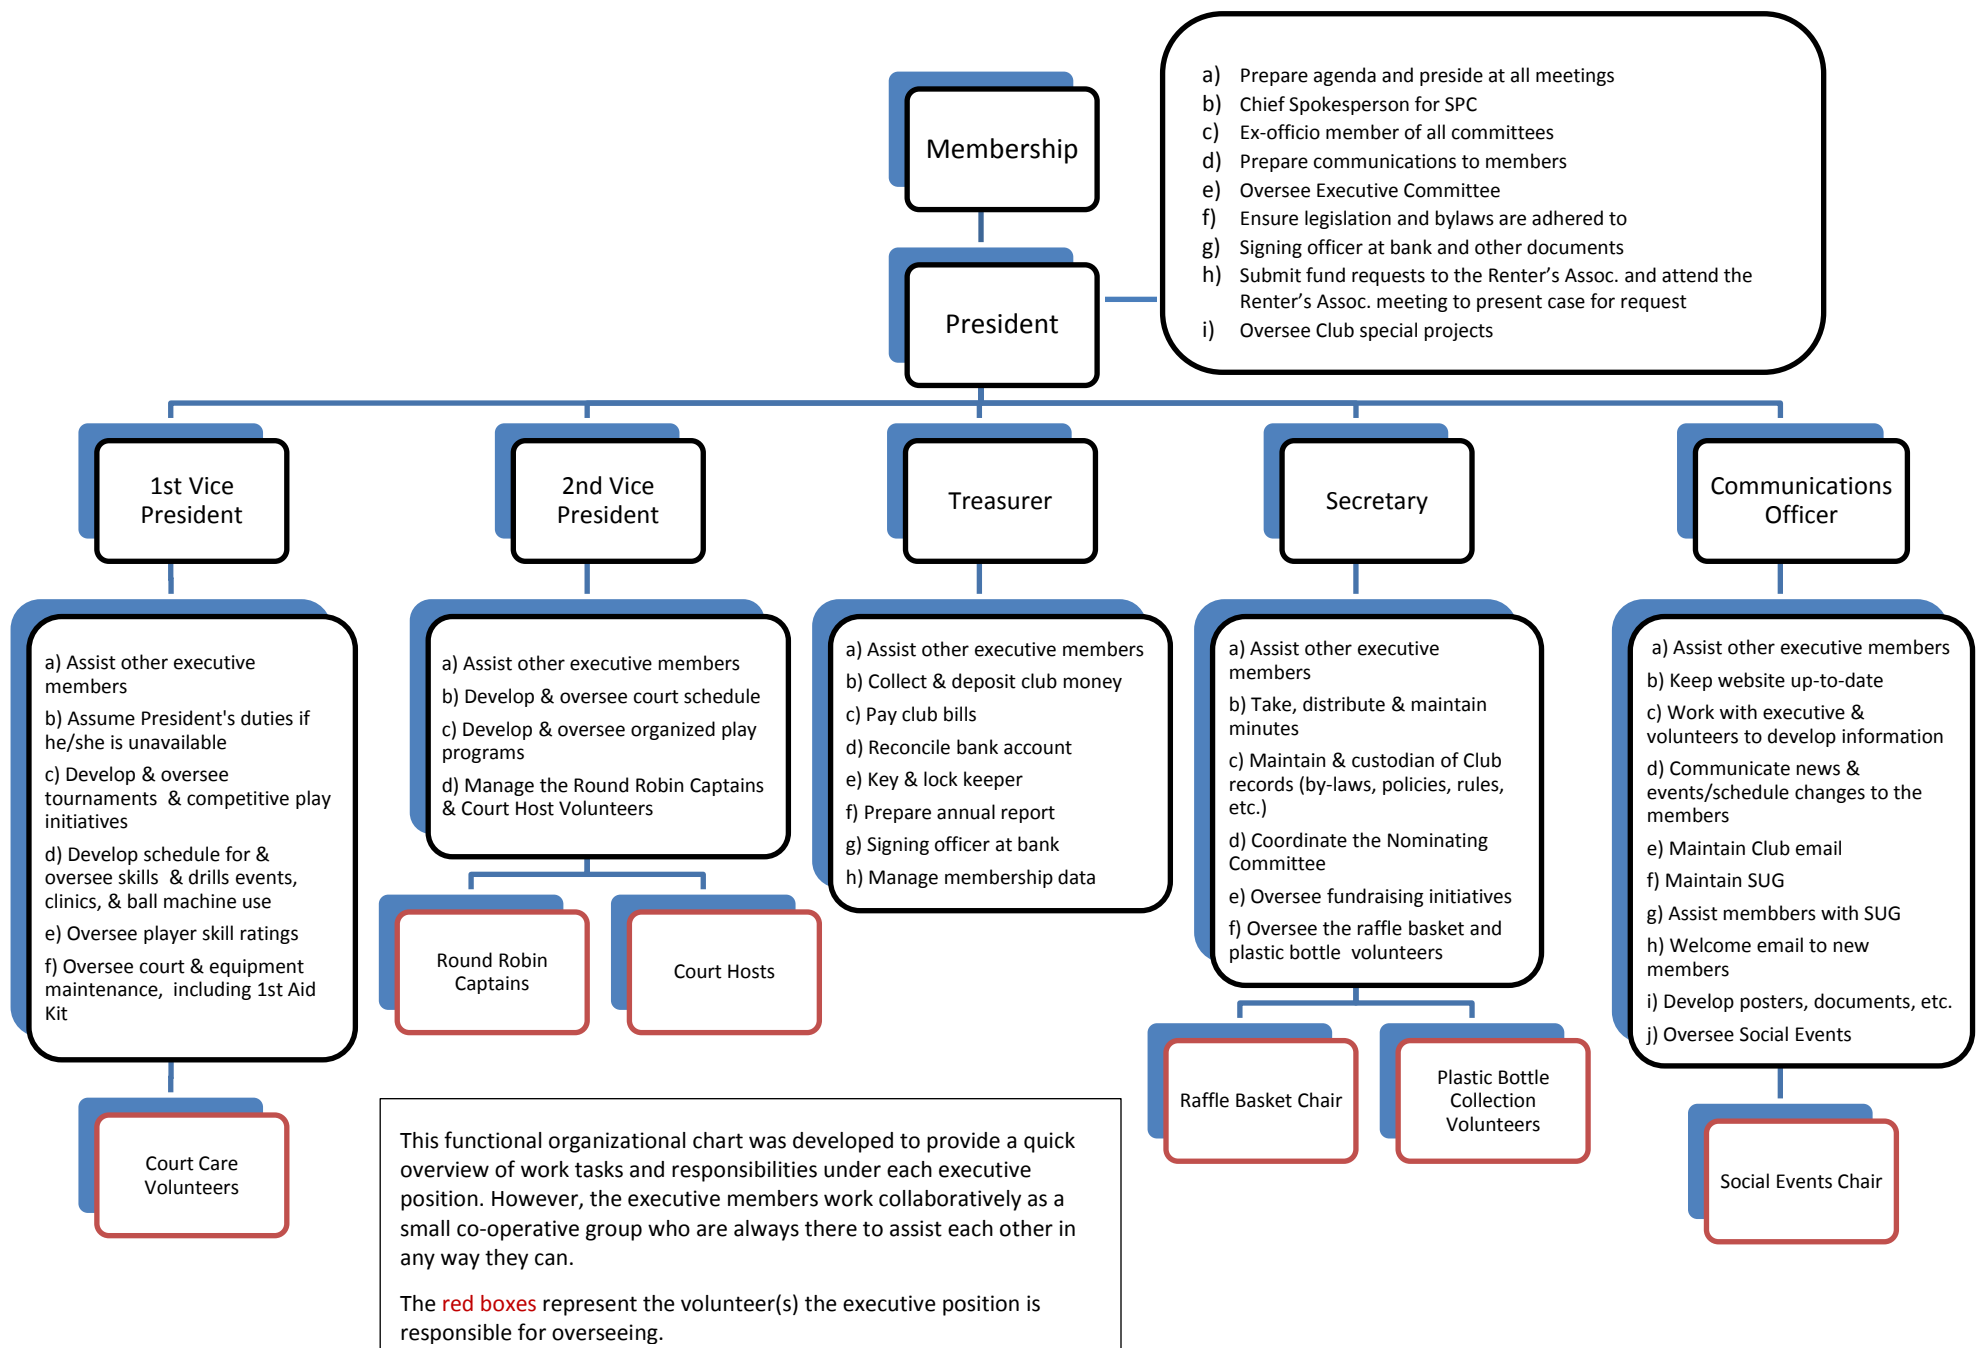 Membership
a) Prepare agenda and preside at all meetings
b) Chief Spokesperson for SPC
c) Ex-officio member of all committees
d) Prepare communications to members
e) Oversee Executive Committee
f) Ensure legislation and bylaws are adhered to
g) Signing officer at bank and other documents
h) Submit fund requests to the Renter’s Assoc. and attend the
Renter’s Assoc. meeting to present case for request
i) Oversee Club special projects
President
1st Vice
President
2nd Vice
President
Treasurer
Secretary
Communications
Officer
a) Assist other executive
members
b) Assume President's duties if
he/she is unavailable
c) Develop & oversee
tournaments & competitive play
initiatives
d) Develop schedule for &
oversee skills & drills events,
clinics, & ball machine use
e) Oversee player skill ratings
f) Oversee court & equipment
maintenance, including 1st Aid
Kit
Court Care
Volunteers
a) Assist other executive members
b) Develop & oversee court schedule
c) Develop & oversee organized play
programs
d) Manage the Round Robin Captains
& Court Host Volunteers
Round Robin
Captains
Court Hosts
a) Assist other executive members
b) Collect & deposit club money
c) Pay club bills
d) Reconcile bank account
e) Key & lock keeper
f) Prepare annual report
g) Signing officer at bank
h) Manage membership data
a) Assist other executive
members
b) Take, distribute & maintain
minutes
c) Maintain & custodian of Club
records (by-laws, policies, rules,
etc.)
d) Coordinate the Nominating
Committee
e) Oversee fundraising initiatives
f) Oversee the raffle basket and
plastic bottle volunteers
Raffle Basket Chair
Plastic Bottle
Collection
Volunteers
a) Assist other executive members
b) Keep website up-to-date
c) Work with executive &
volunteers to develop information
d) Communicate news &
events/schedule changes to the
members
e) Maintain Club email
f) Maintain SUG
g) Assist membbers with SUG
h) Welcome email to new
members
i) Develop posters, documents, etc.
j) Oversee Social Events
Social Events Chair
This functional organizational chart was developed to provide a quick
overview of work tasks and responsibilities under each executive
position. However, the executive members work collaboratively as a
small co-operative group who are always there to assist each other in
any way they can.
The red boxes represent the volunteer(s) the executive position is
responsible for overseeing.